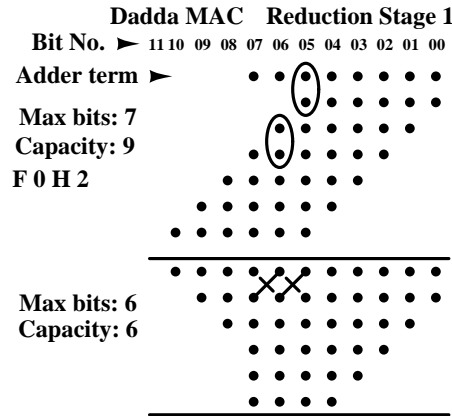 Dadda MAC Reduction Stage 1
Bit No. 11 10 09 08 07 06 05 04 03 02 01 00
Adder term
Max bits: 7
Capacity: 9
F 0 H 2
Max bits: 6
Capacity: 6